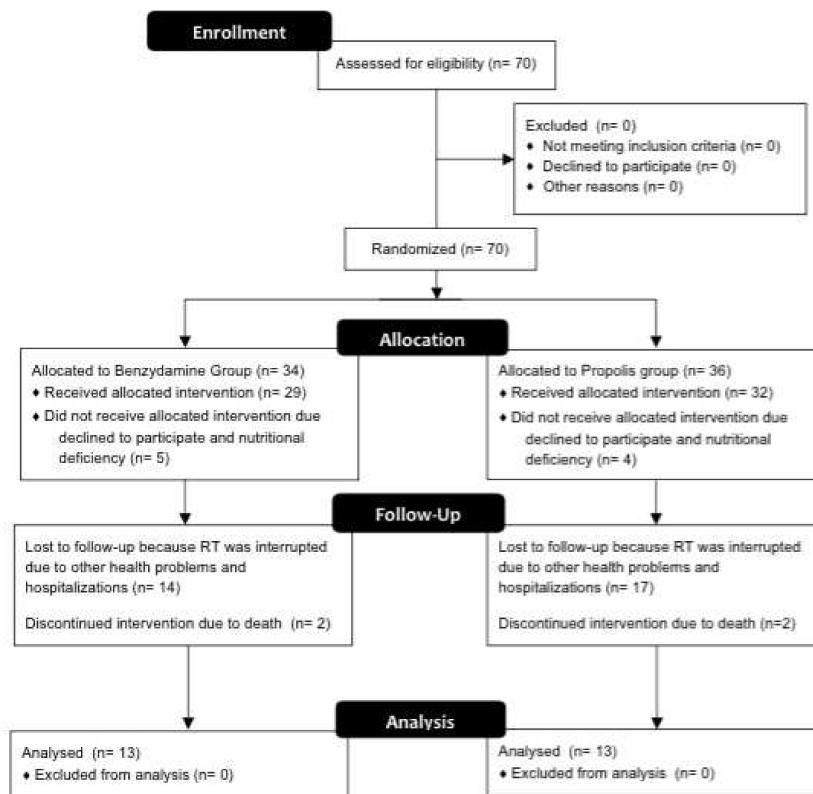 Enrollment
Assessed for eligibility (n= 70)
Excluded (n= 0)
♦ Not meeting inclusion criteria (n= 0)
♦ Declined to participate (n= 0)
♦ Other reasons (n= 0)
Randomized (n= 70)
Allocation
Allocated to Benzydamine Group (n= 34)
♦ Received allocated intervention (n= 29)
♦ Did not receive allocated intervention due
declined to participate and nutritional
deficiency (n= 5)
Allocated to Propolis group (n= 36)
♦ Received allocated intervention (n= 32)
♦ Did not receive allocated intervention due
declined to participate and nutritional
deficiency (n= 4)
Follow-Up
Lost to follow-up because RT was interrupted
due to other health problems and
hospitalizations (n= 14)
Discontinued intervention due to death (n= 2)
Lost to follow-up because RT was interrupted
due to other health problems and
hospitalizations (n= 17)
Discontinued intervention due to death (n=2)
Analysis
Analysed (n= 13)
♦ Excluded from analysis (n= 0)
Analysed (n= 13)
♦ Excluded from analysis (n= 0)